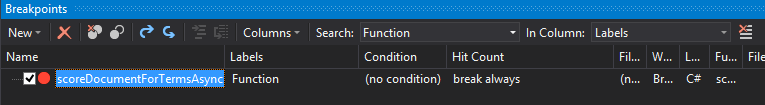 Breakpoints
New Columns Search: Function In Column: Labels
Name Labels Condition Hit Count Fil... W... L... Fu... File
scoreDocumentForTermsAsync Function (no condition) break always (n... Br... C# sc...